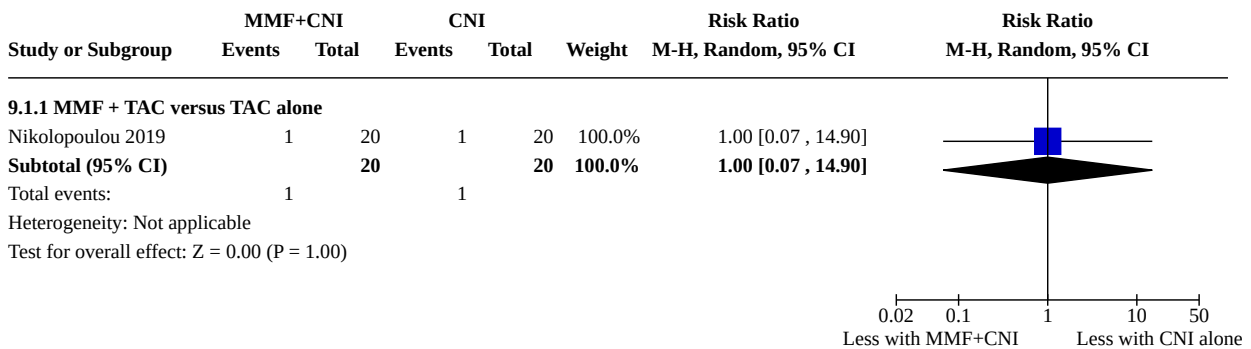 MMF+CNI CNI Risk Ratio Risk Ratio
Study or Subgroup Events Total Events Total Weight M-H, Random, 95% CI M-H, Random, 95% CI
9.1.1 MMF + TAC versus TAC alone
Nikolopoulou 2019 1 20 1 20 100.0% 1.00 [0.07 , 14.90]
Subtotal (95% CI) 20 20 100.0% 1.00 [0.07 , 14.90]
Total events: 1 1
Heterogeneity: Not applicable
Test for overall effect: Z = 0.00 (P = 1.00)
0.02 0.1 1 10 50
Less with MMF+CNI Less with CNI alone